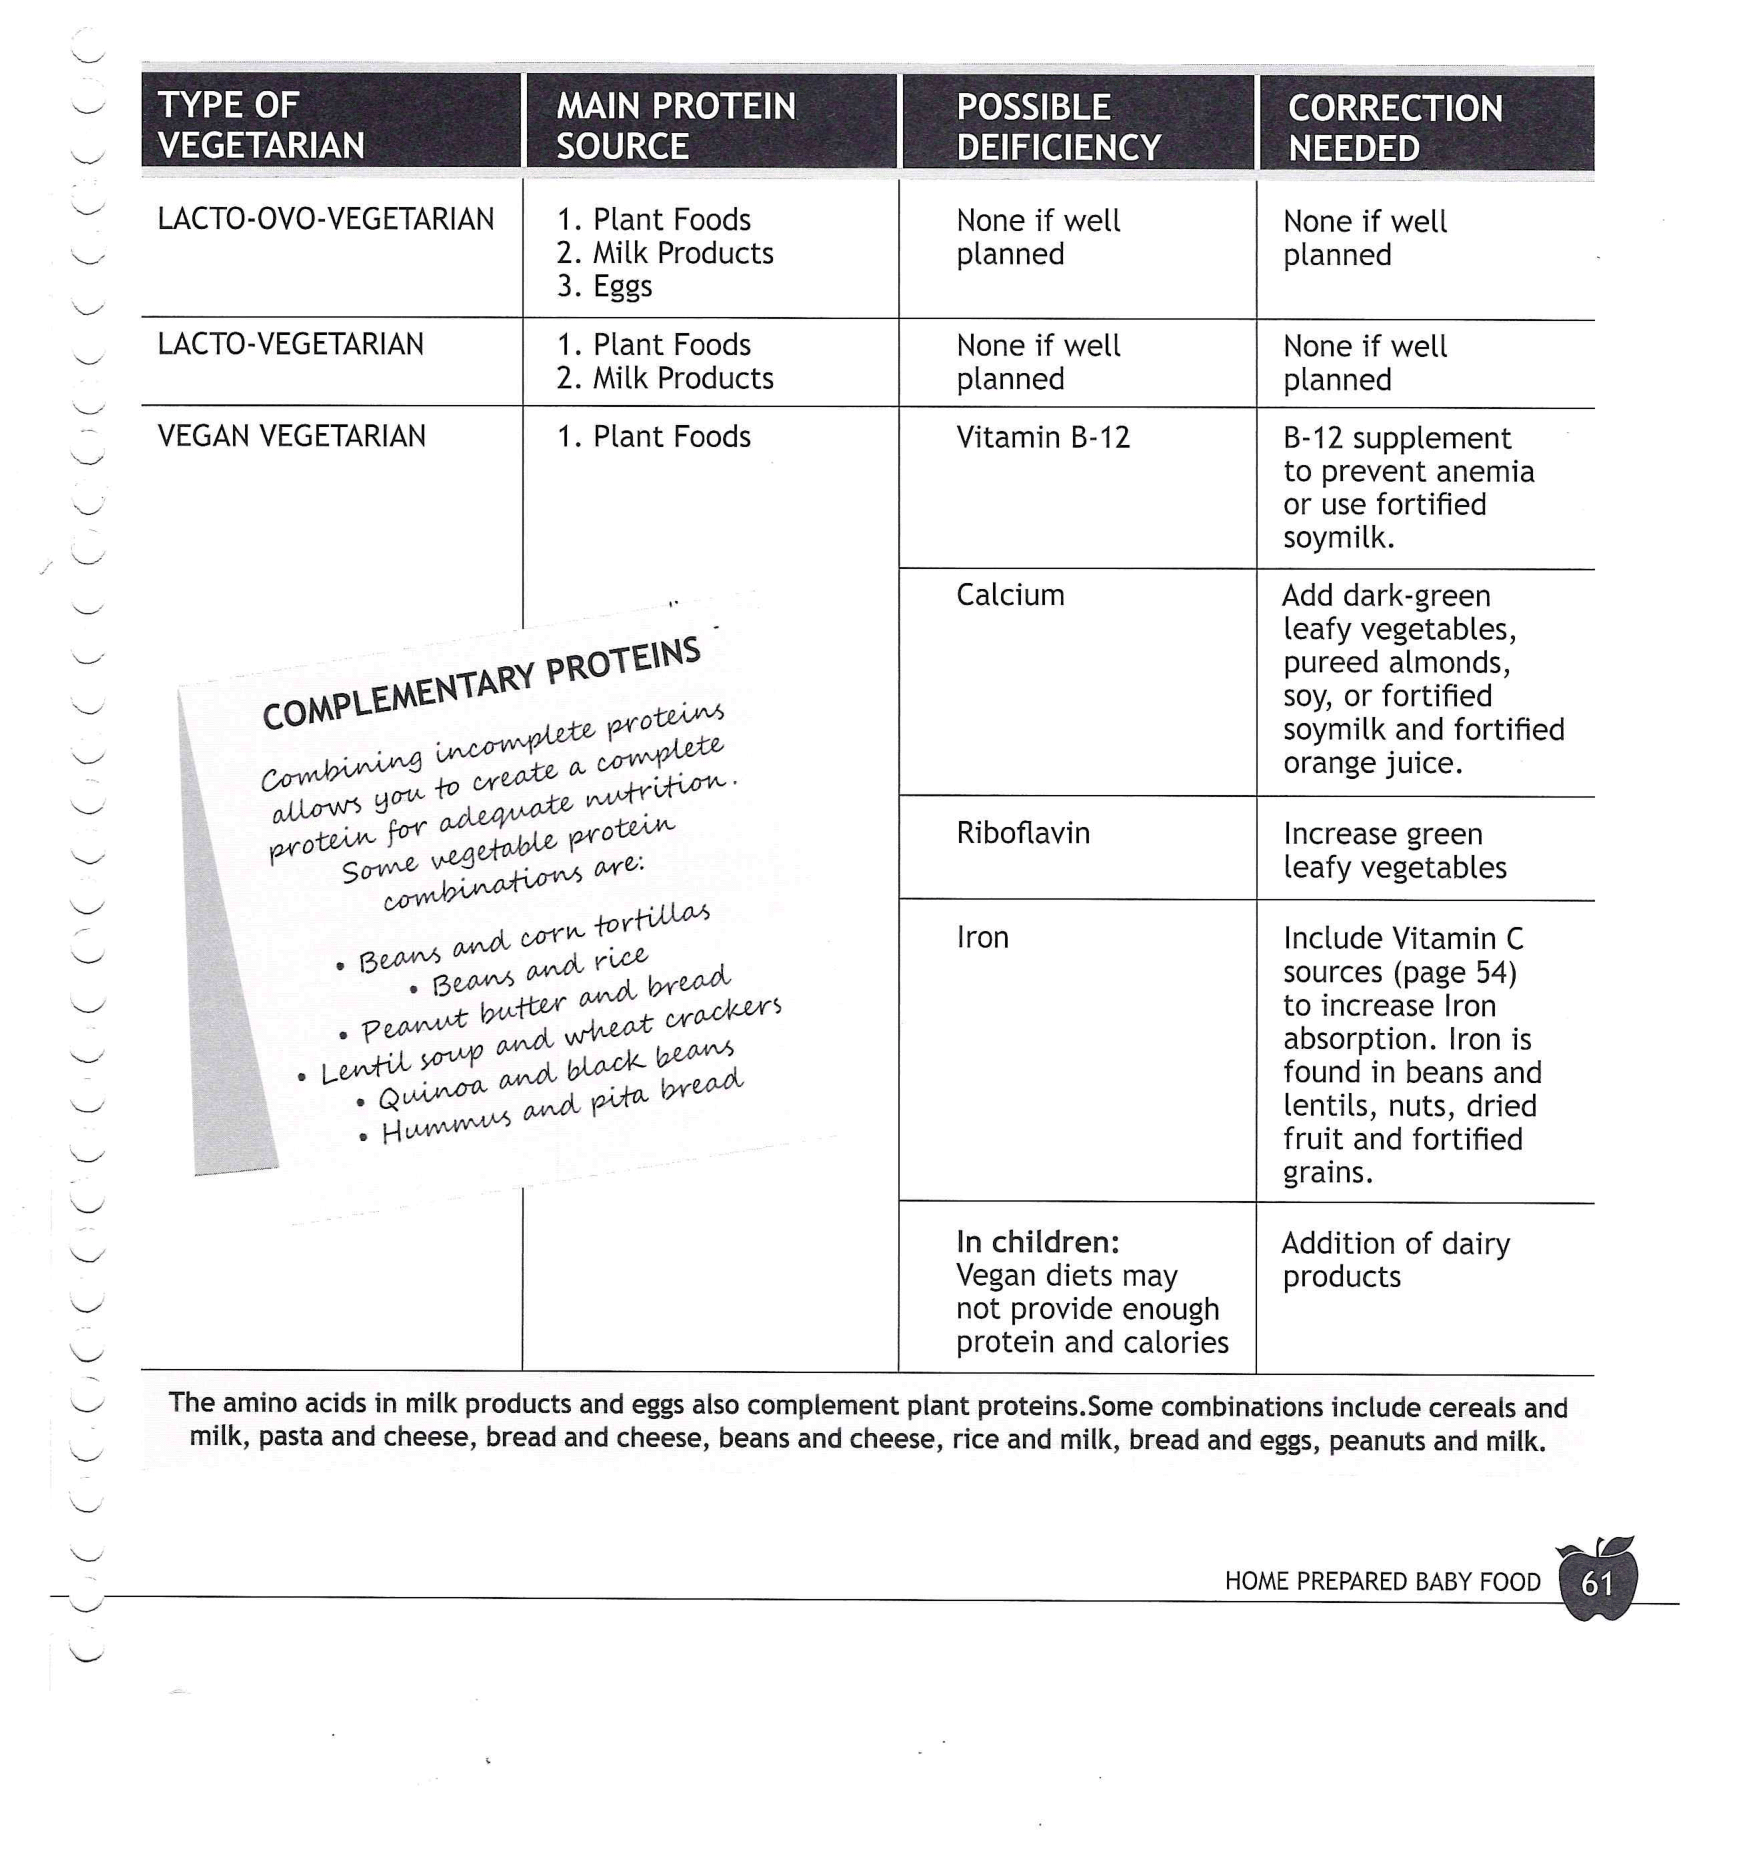 TYPE OF
VEGETARIAN
MAIN PROTEIN
SOURCE
POSSIBLE
DEIFICIENCY
CORRECTION
NEEDED
LACTO-OVO-VEGETARIAN
1. Plant Foods
2. Milk Products
3. Eggs
None if well
planned
None if well
planned
LACTO-VEGETARIAN
1. Plant Foods
2. Milk Products
None if well
planned
None if well
planned
VEGAN VEGETARIAN
1. Plant Foods
Vitamin B-12
B-12 supplement
to prevent anemia
or use fortified
soymilk.
Calcium
Add dark-green
leafy vegetables,
pureed almonds,
soy, or fortified
soymilk and fortified
orange juice.
Riboflavin
Increase green
leafy vegetables
Iron
Include Vitamin C
sources (page 54)
to increase Iron
absorption. Iron is
found in beans and
lentils, nuts, dried
fruit and fortified
grains.
In children:
Vegan diets may
not provide enough
protein and calories
Addition of dairy
products
COMPLEMENTARY PROTEINS
Combining incomplete proteins
allows you to create a complete
protein for adequate nutrition.
Some vegetable protein
combinations are:
• Beans and corn tortillas
• Beans and rice
• Peanut butter and bread
• Lentil soup and wheat crackers
• Quinoa and black beans
• Hummus and pita bread
The amino acids in milk products and eggs also complement plant proteins.Some combinations include cereals and
milk, pasta and cheese, bread and cheese, beans and cheese, rice and milk, bread and eggs, peanuts and milk.
HOME PREPARED BABY FOOD 61